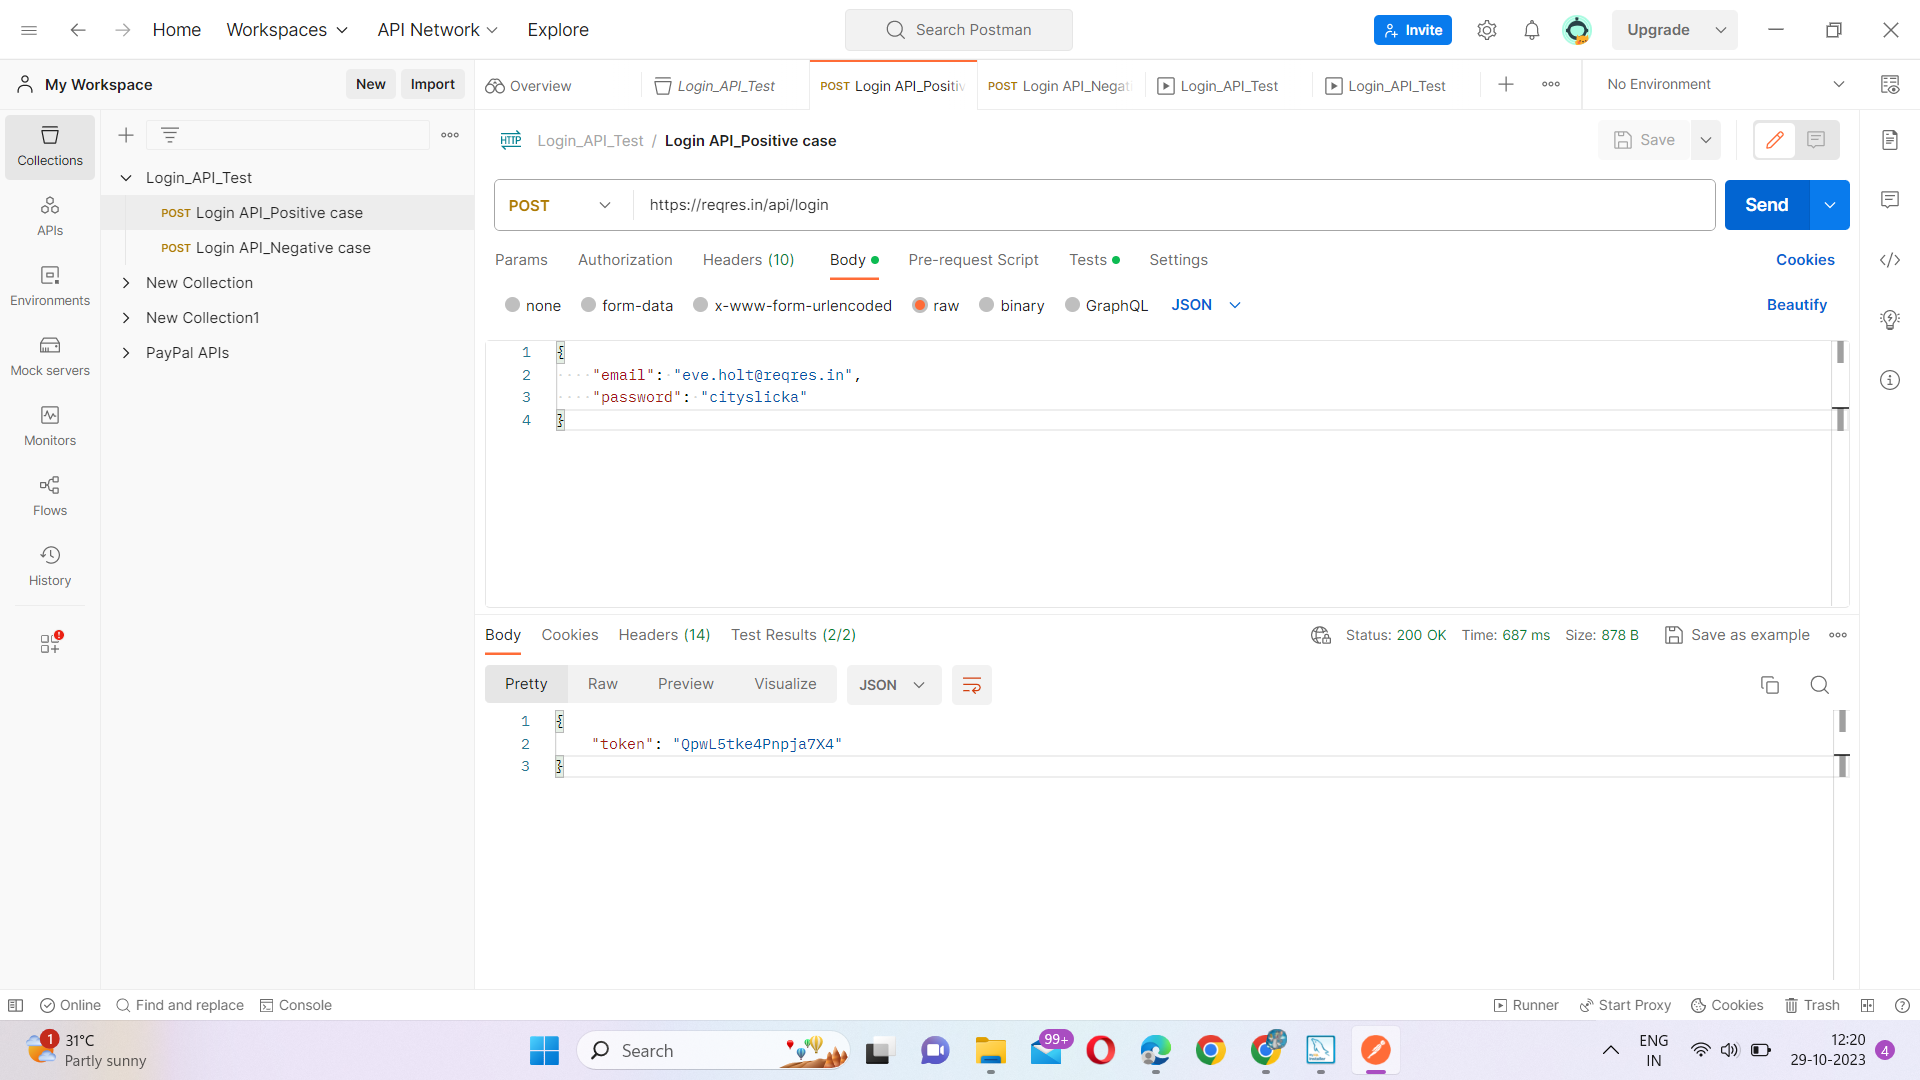 Home Workspaces API Network Explore Search Postman Invite Upgrade
My Workspace New Import Overview Login_API_Test POST Login API_Positiv POST Login API_Negati Login_API_Test Login_API_Test No Environment
Collections
APIs
Environments
Mock servers
Monitors
Flows
History
Login_API_Test
POST Login API_Positive case
POST Login API_Negative case
New Collection
New Collection1
PayPal APIs
HTTP Login_API_Test / Login API_Positive case Save
POST https://reqres.in/api/login Send
Params Authorization Headers (10) Body Pre-request Script Tests Settings Cookies
none form-data x-www-form-urlencoded raw binary GraphQL JSON Beautify
1 {
2 "email": "eve.holt@reqres.in",
3 "password": "cityslicka"
4 }
Body Cookies Headers (14) Test Results (2/2) Status: 200 OK Time: 687 ms Size: 878 B Save as example
Pretty Raw Preview Visualize JSON
1 {
2 "token": "QpwL5tke4Pnpja7X4"
3 }
Online Find and replace Console Runner Start Proxy Cookies Trash
1 31°C
Partly sunny
Search
99+
ENG
IN
12:20
29-10-2023
4